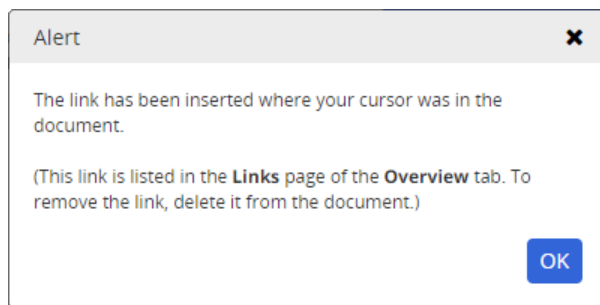 Alert
The link has been inserted where your cursor was in the
document.
(This link is listed in the Links page of the Overview tab. To
remove the link, delete it from the document.)
OK